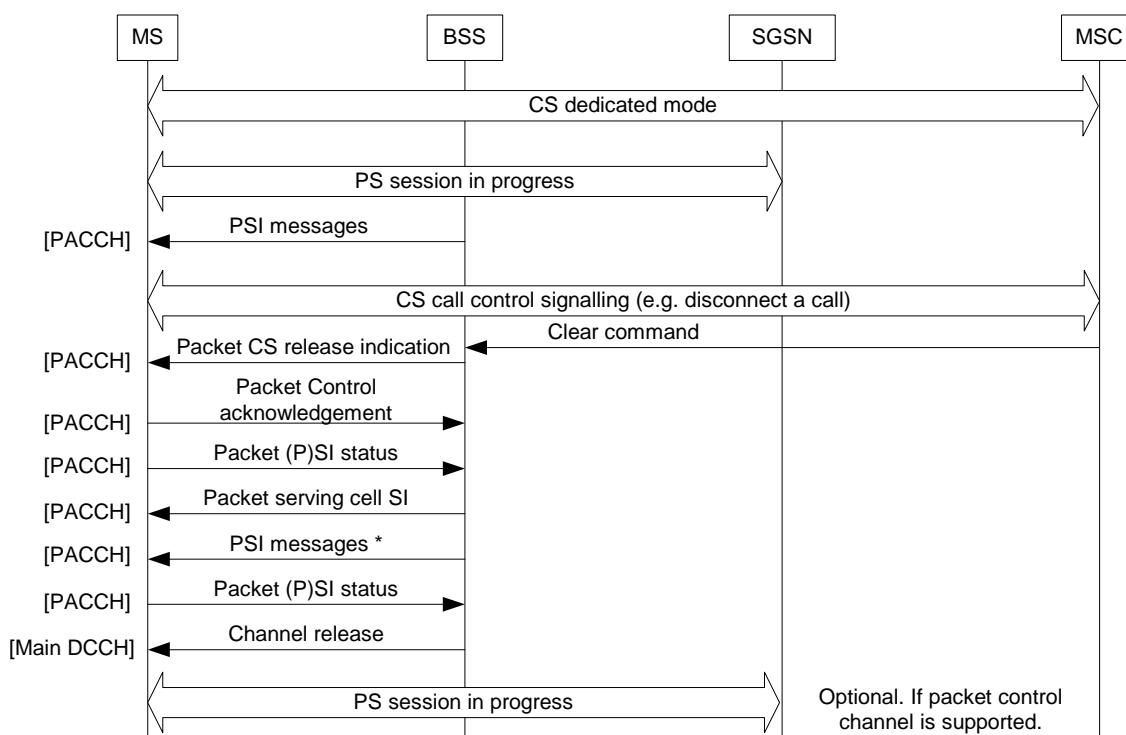 MS
BSS
SGSN
MSC
CS dedicated mode
PS session in progress
PSI messages
[PACCH]
CS call control signalling (e.g. disconnect a call)
Clear command
Packet CS release indication
[PACCH]
Packet Control
acknowledgement
[PACCH]
Packet (P)SI status
[PACCH]
Packet serving cell SI
[PACCH]
PSI messages *
[PACCH]
Packet (P)SI status
[PACCH]
Channel release
[Main DCCH]
PS session in progress
Optional. If packet control
channel is supported.